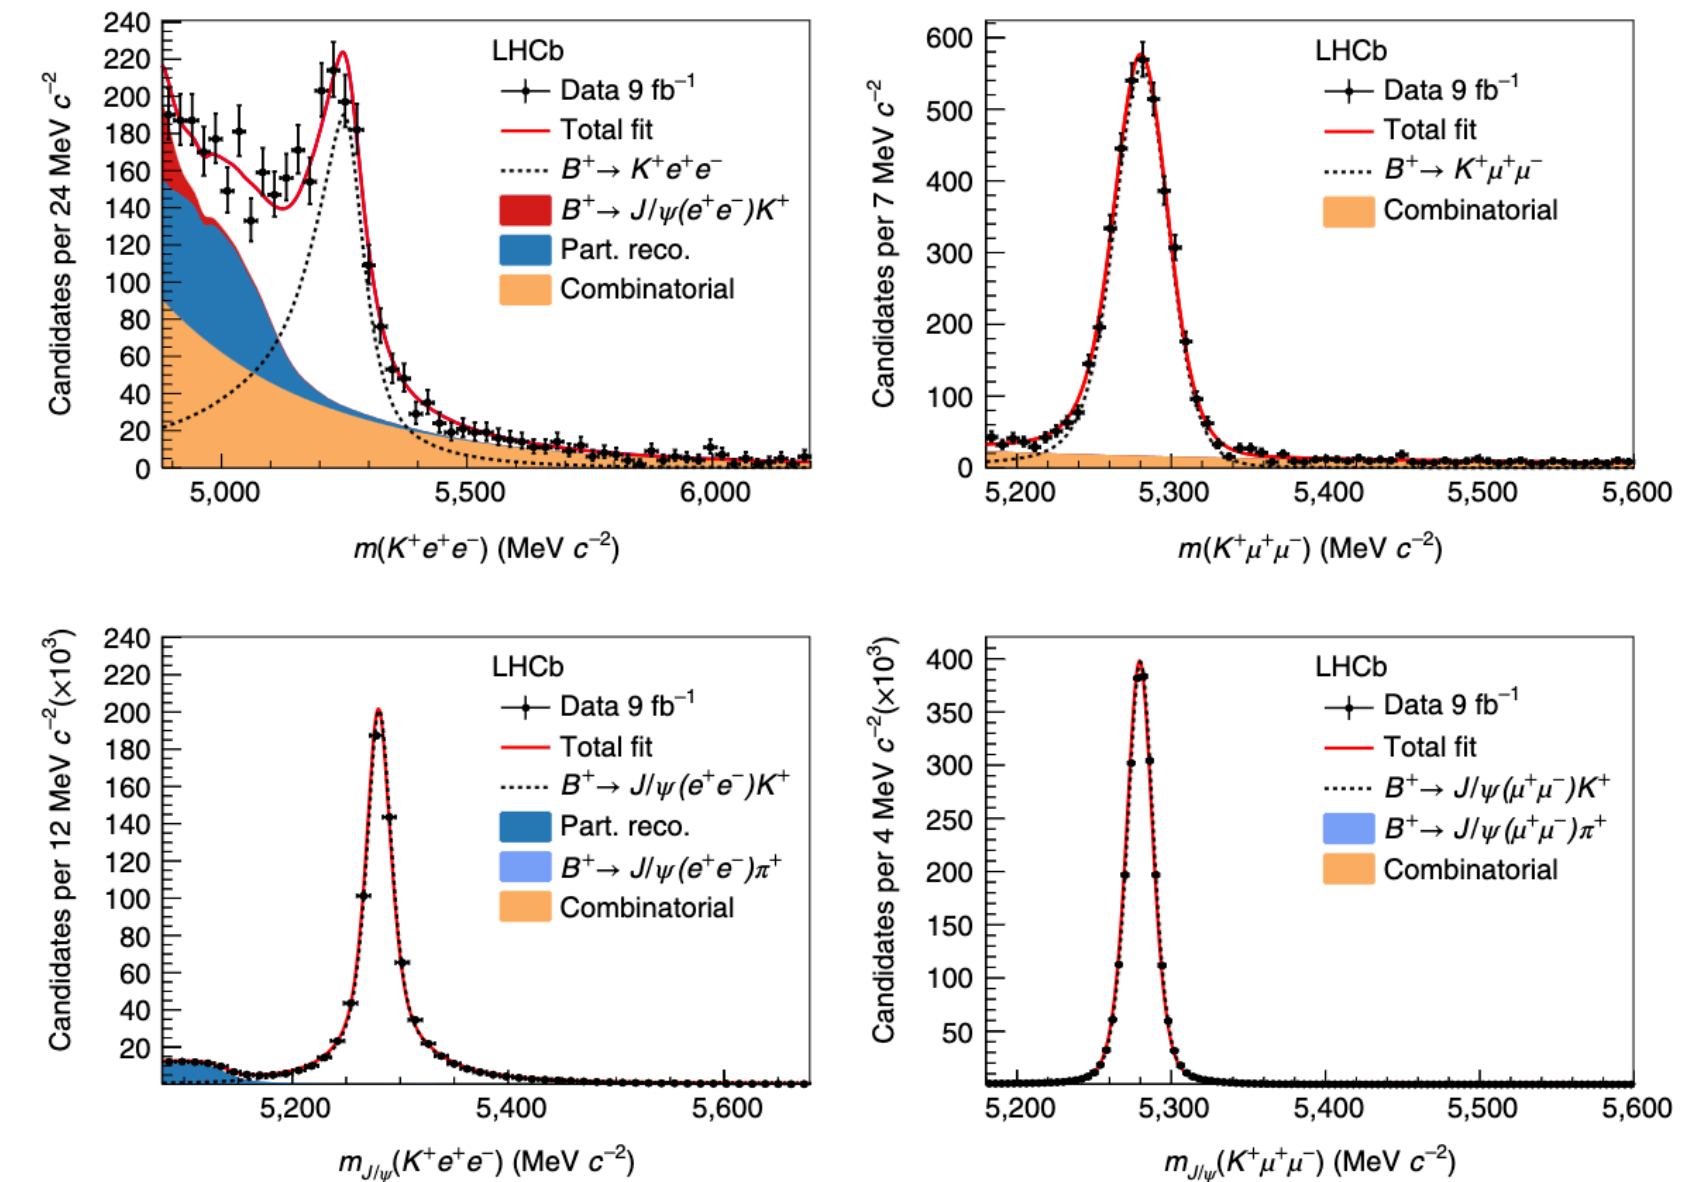 Candidates per 24 MeV c⁻²
240
220
200
180
160
140
120
100
80
60
40
20
0
LHCb
Data 9 fb⁻¹
Total fit
B⁺→ K⁺e⁺e⁻
B⁺→ J/ψ(e⁺e⁻)K⁺
Part. reco.
Combinatorial
5,000 5,500 6,000
m(K⁺e⁺e⁻) (MeV c⁻²)
Candidates per 7 MeV c⁻²
600
500
400
300
200
100
0
LHCb
Data 9 fb⁻¹
Total fit
B⁺→ K⁺μ⁺μ⁻
Combinatorial
5,200 5,300 5,400 5,500 5,600
m(K⁺μ⁺μ⁻) (MeV c⁻²)
Candidates per 12 MeV c⁻²(×10³)
240
220
200
180
160
140
120
100
80
60
40
20
LHCb
Data 9 fb⁻¹
Total fit
B⁺→ J/ψ(e⁺e⁻)K⁺
Part. reco.
B⁺→ J/ψ(e⁺e⁻)π⁺
Combinatorial
5,200 5,400 5,600
m_J/ψ(K⁺e⁺e⁻) (MeV c⁻²)
Candidates per 4 MeV c⁻²(×10³)
400
350
300
250
200
150
100
50
LHCb
Data 9 fb⁻¹
Total fit
B⁺→ J/ψ(μ⁺μ⁻)K⁺
B⁺→ J/ψ(μ⁺μ⁻)π⁺
Combinatorial
5,200 5,300 5,400 5,500 5,600
m_J/ψ(K⁺μ⁺μ⁻) (MeV c⁻²)